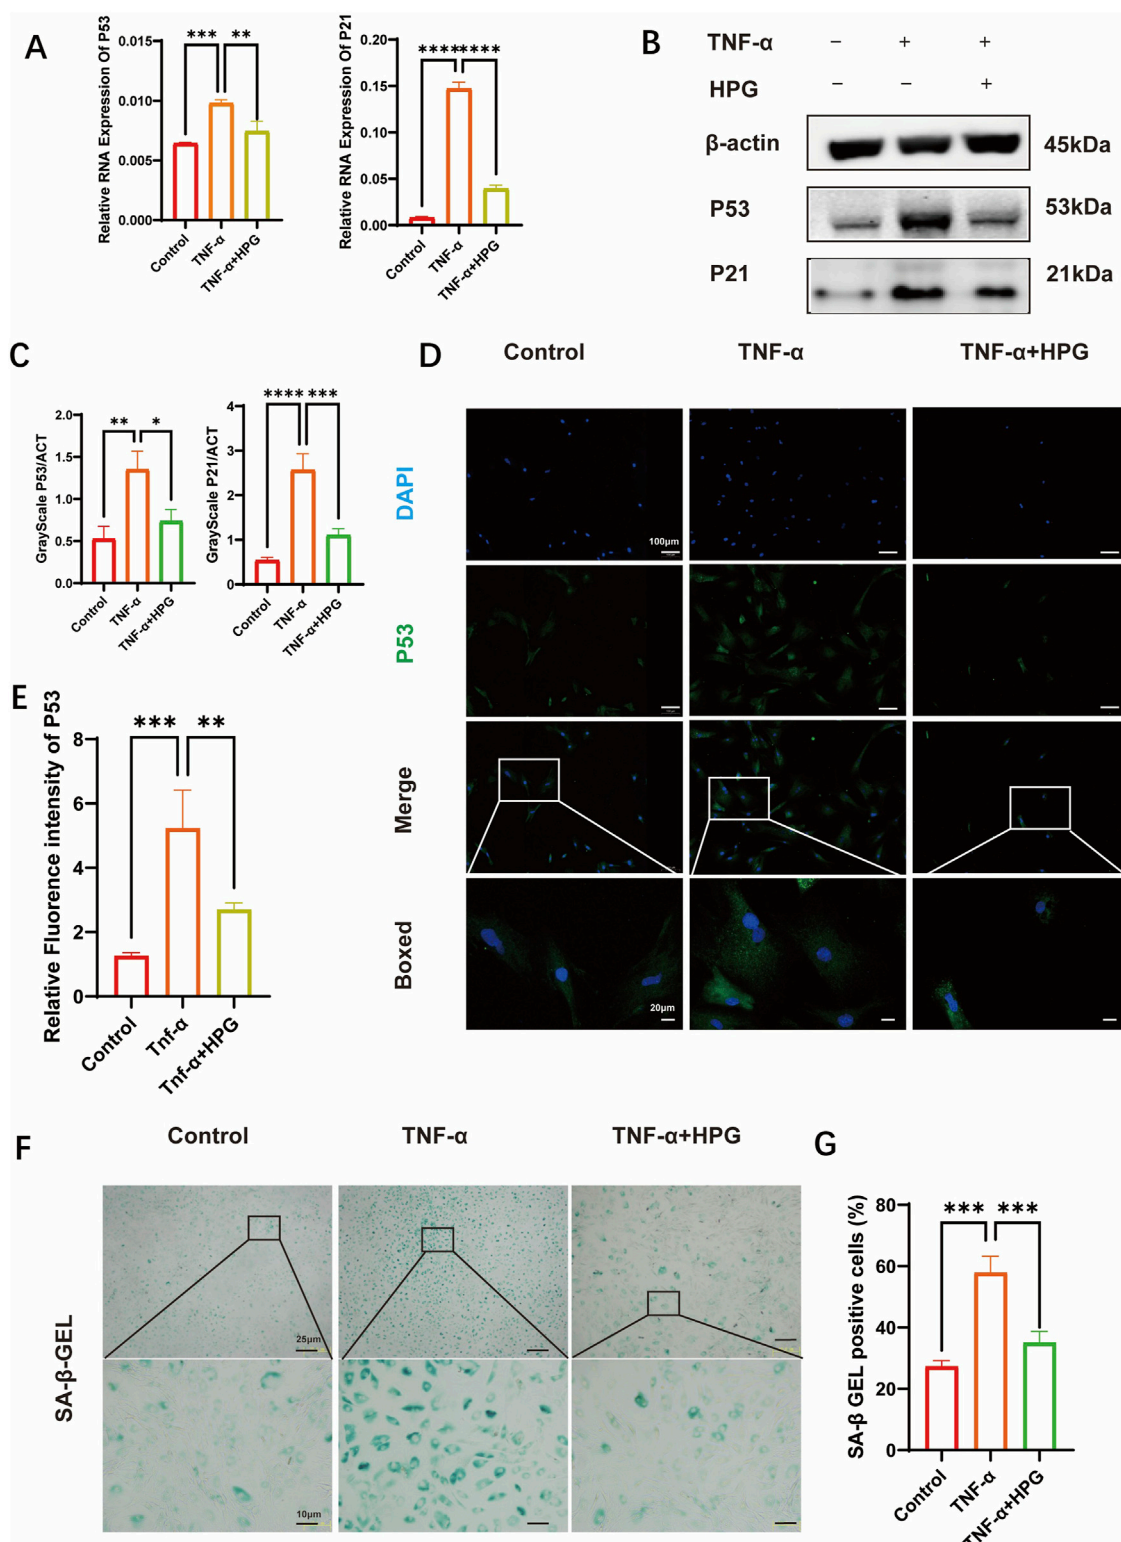 A
Relative RNA Expression Of P53
0.015
0.010
0.005
0.000
***
**
Control
TNF-α
TNF-α+HPG
Relative RNA Expression Of P21
0.20
0.15
0.10
0.05
0.00
****
****
Control
TNF-α
TNF-α+HPG
B
TNF-α − + +
HPG − − +
β-actin 45kDa
P53 53kDa
P21 21kDa
C
GrayScale P53/ACT
2.0
1.5
1.0
0.5
0.0
**
*
Control
TNF-α
TNF-α+HPG
GrayScale P21/ACT
4
3
2
1
0
****
***
Control
TNF-α
TNF-α+HPG
D
Control TNF-α TNF-α+HPG
DAPI
100μm
P53
Merge
Boxed
20μm
E
Relative Fluorence intensity of P53
8
6
4
2
0
***
**
Control
Tnf-α
Tnf-α+HPG
F
Control TNF-α TNF-α+HPG
SA-β-GEL
25μm
10μm
G
SA-β GEL positive cells (%)
80
60
40
20
0
***
***
Control
TNF-α
TNF-α+HPG